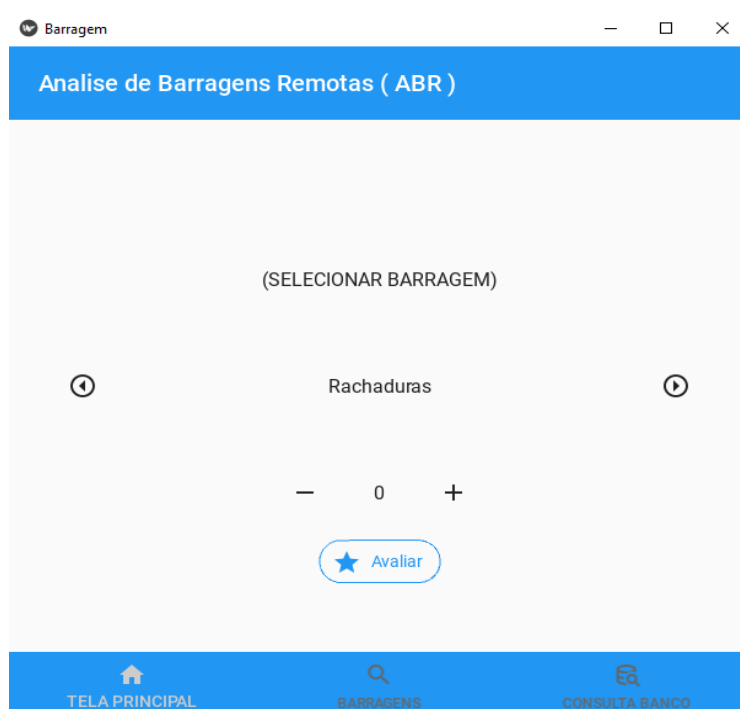 Barragem
Analise de Barragens Remotas ( ABR )
(SELECIONAR BARRAGEM)
Rachaduras
0
Avaliar
TELA PRINCIPAL
BARRAGENS
CONSULTA BANCO